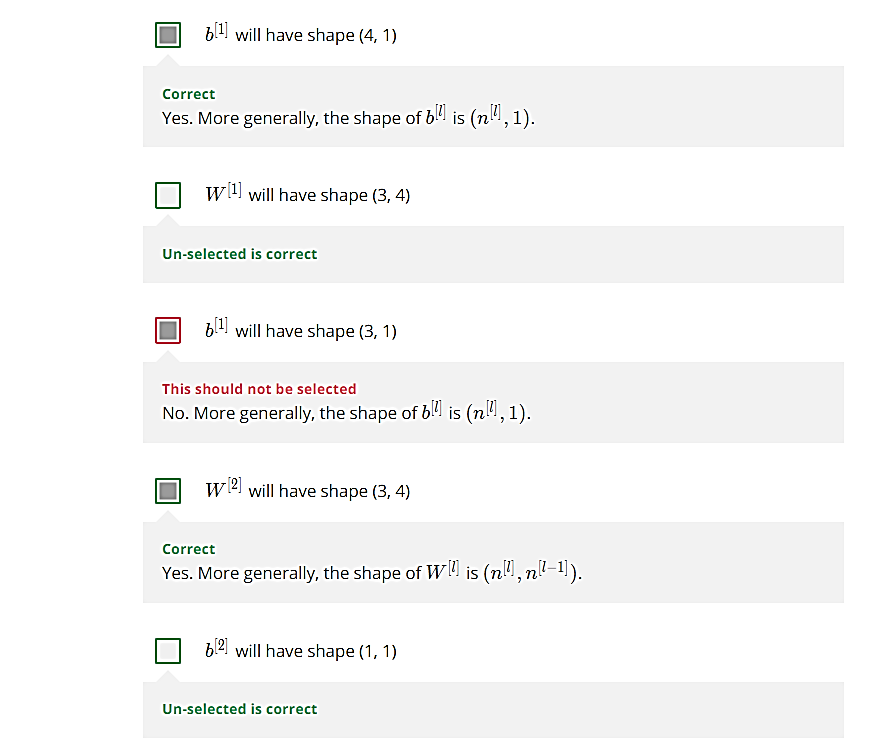 b^{[1]} will have shape (4, 1)
Correct
Yes. More generally, the shape of b^{[l]} is (n^{[l]}, 1).
W^{[1]} will have shape (3, 4)
Un-selected is correct
b^{[1]} will have shape (3, 1)
This should not be selected
No. More generally, the shape of b^{[l]} is (n^{[l]}, 1).
W^{[2]} will have shape (3, 4)
Correct
Yes. More generally, the shape of W^{[l]} is (n^{[l]}, n^{[l-1]}).
b^{[2]} will have shape (1, 1)
Un-selected is correct